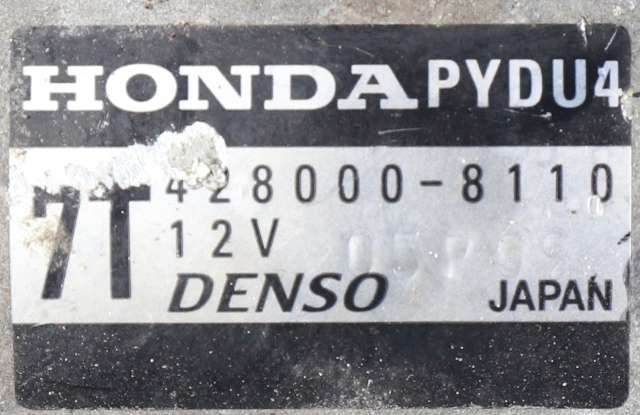 HONDA PYDU4
7T 428000-8110
12V
DENSO JAPAN